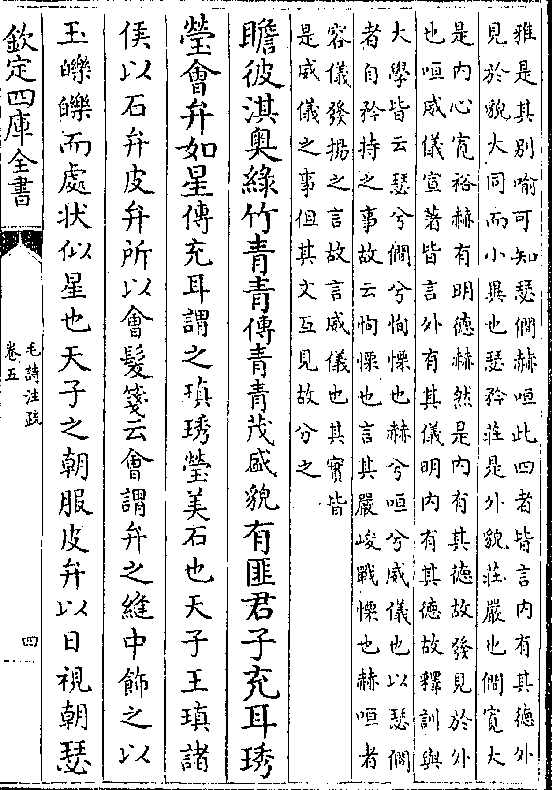 雅是其别喻可知瑟僩赫咺此四者皆言内有其德外
見於貌大同而小異也瑟矜莊是外貌莊嚴也僩寛大
是内心寛裕赫有明德赫然是内有其德故發見於外
也咺威儀宣著皆言外有其儀明内有其德故釋訓與
大學皆云瑟兮僩兮恂慄也赫兮咺兮威儀也以瑟僩
者自矜持之事故云恂慄也言其嚴峻戰慄也赫咺者
容儀發揚之言故言威儀也其實皆
是威儀之事但其文互見故分之
瞻彼淇奥緑竹青青傳青青茂盛貌有匪君子充耳琇
瑩會弁如星傳充耳謂之瑱琇瑩美石也天子玉瑱諸
侯以石弁皮弁所以會髮箋云會謂弁之縫中飾之以
玉皪皪而處狀似星也天子之朝服皮弁以日視朝瑟
欽定四庫全書
毛詩注疏
卷五
四